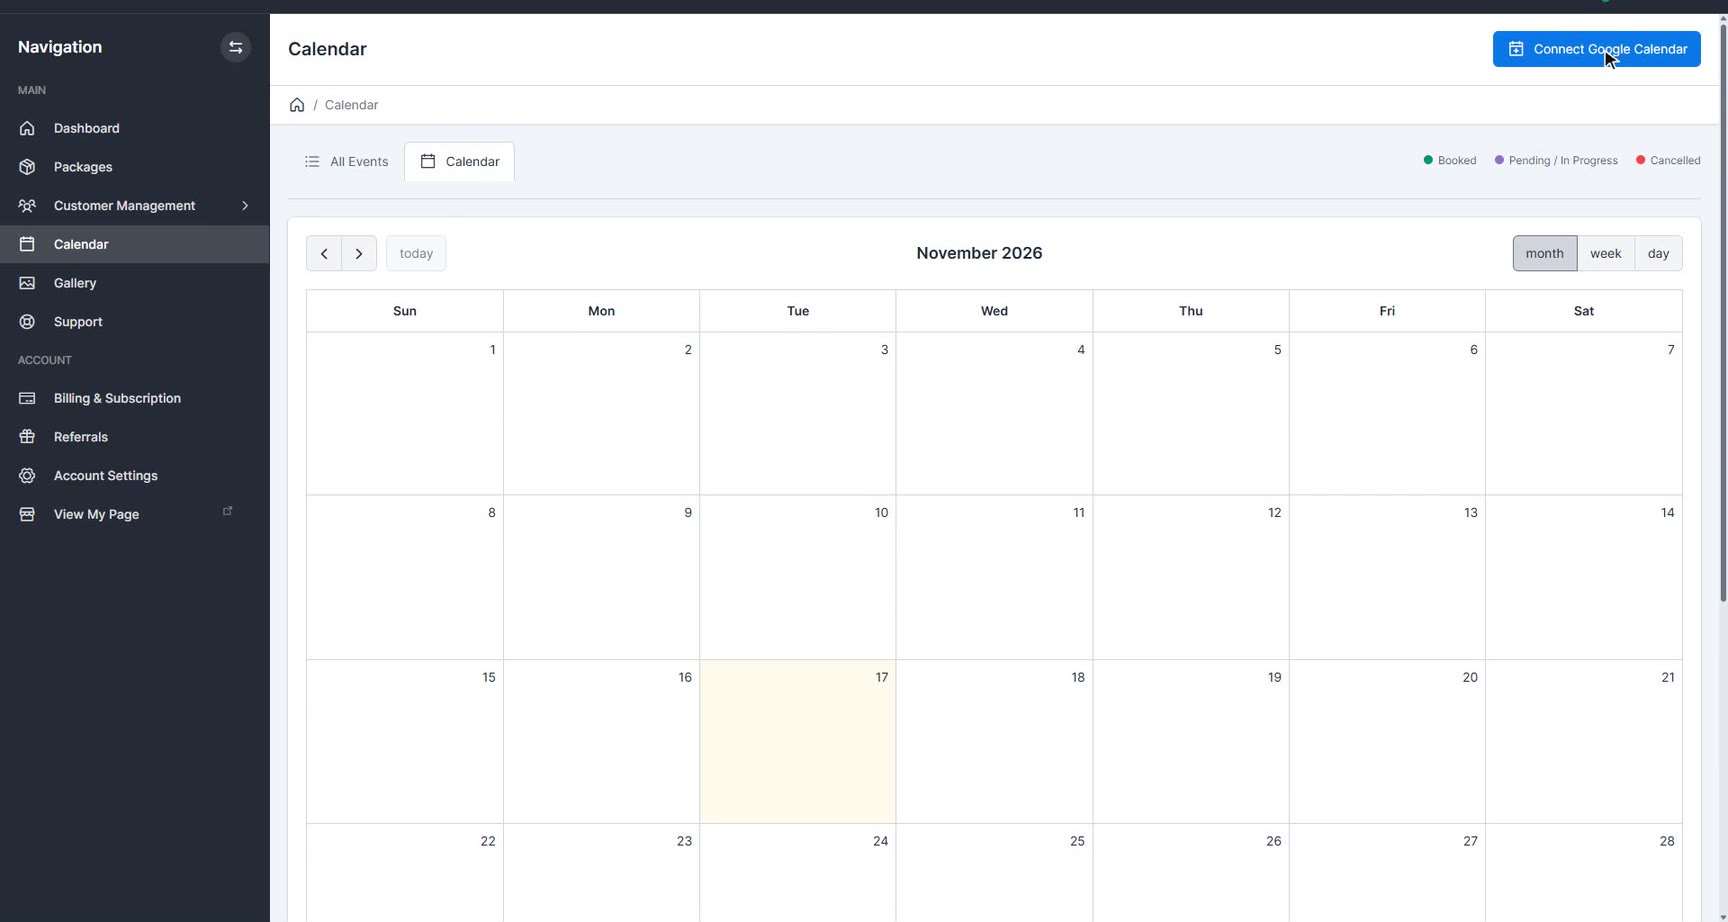 Navigation
MAIN
Dashboard
Packages
Customer Management
Calendar
Gallery
Support
ACCOUNT
Billing & Subscription
Referrals
Account Settings
View My Page
Calendar
Connect Google Calendar
/ Calendar
All Events
Calendar
Booked
Pending / In Progress
Cancelled
today
November 2026
month
week
day
Sun Mon Tue Wed Thu Fri Sat
1 2 3 4 5 6 7
8 9 10 11 12 13 14
15 16 17 18 19 20 21
22 23 24 25 26 27 28